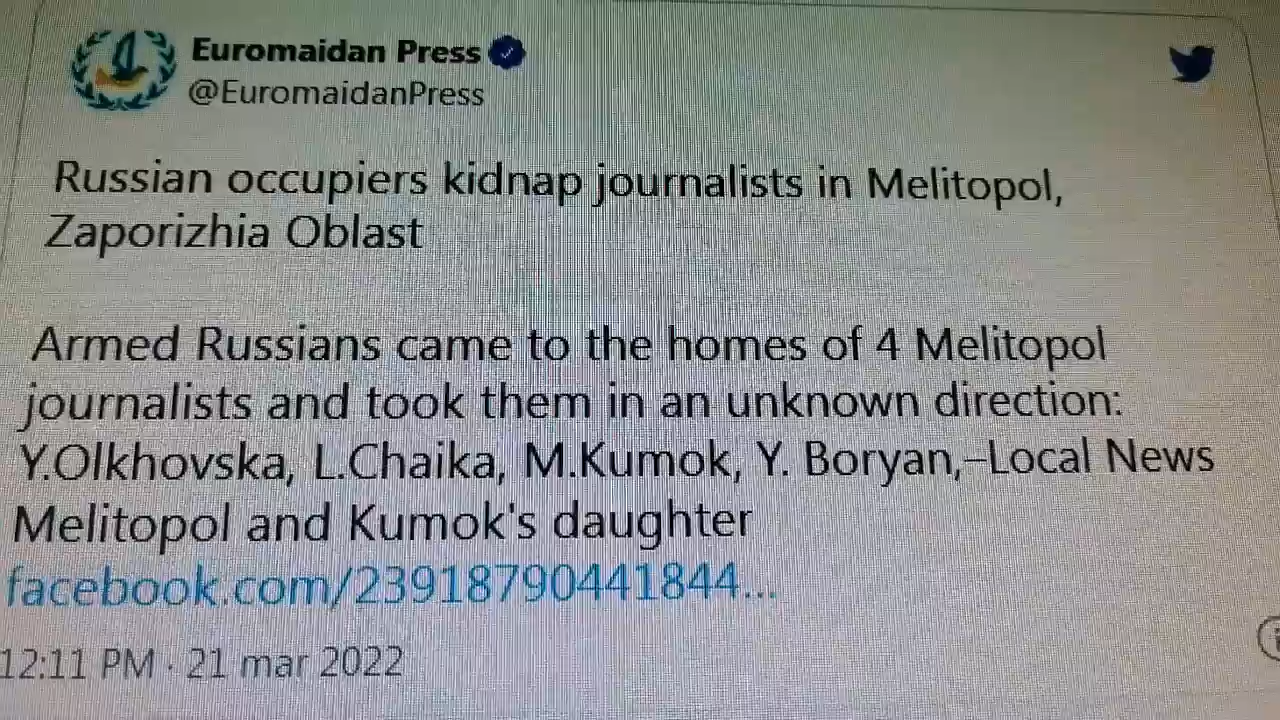 Euromaidan Press
@EuromaidanPress
Russian occupiers kidnap journalists in Melitopol,
Zaporizhia Oblast
Armed Russians came to the homes of 4 Melitopol
journalists and took them in an unknown direction:
Y.Olkhovska, L.Chaika, M.Kumok, Y. Boryan,–Local News
Melitopol and Kumok's daughter
facebook.com/23918790441844...
12:11 PM · 21 mar 2022